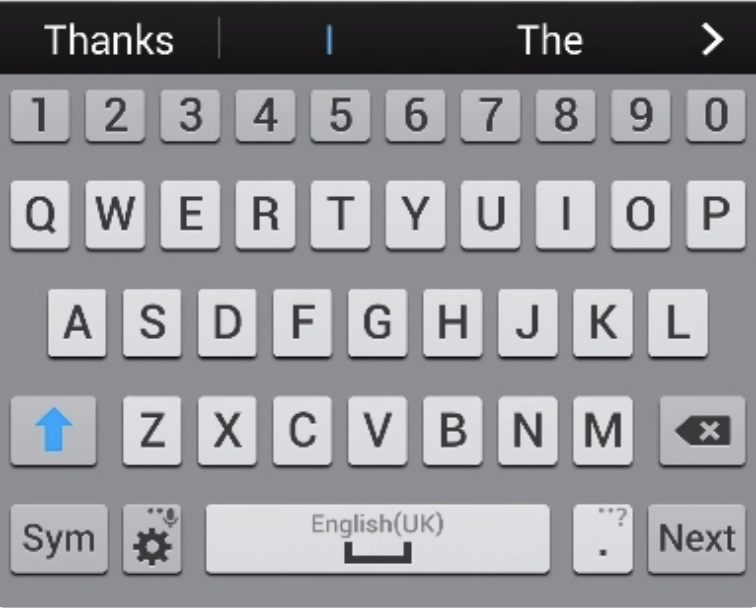 Thanks I The >
1 2 3 4 5 6 7 8 9 0
Q W E R T Y U I O P
A S D F G H J K L
Z X C V B N M
Sym English(UK) . ..? Next